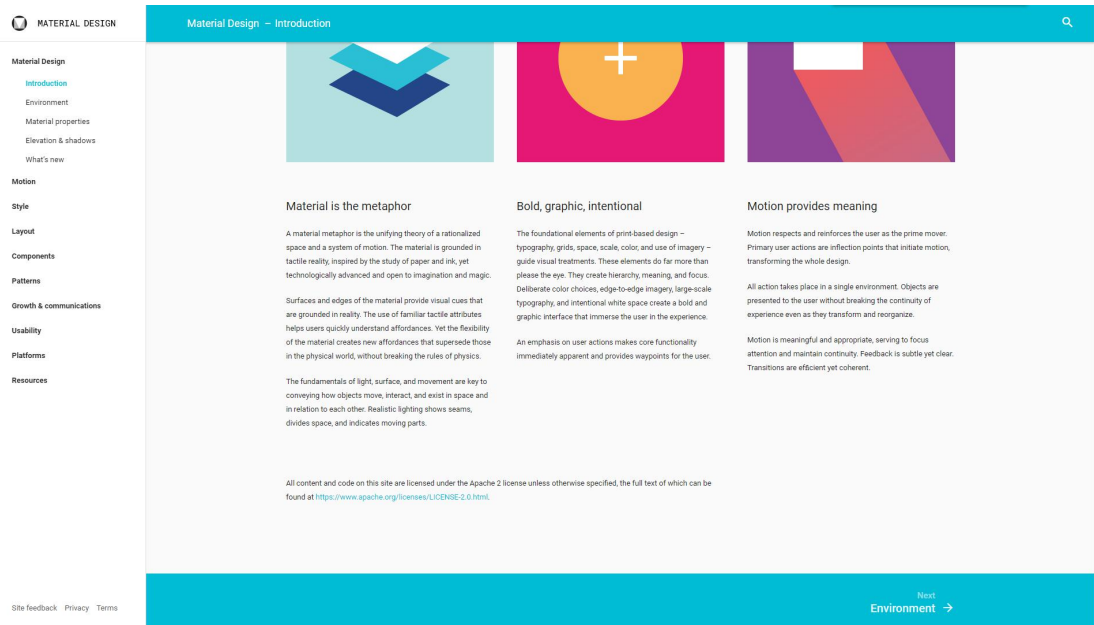 MATERIAL DESIGN
Material Design – Introduction
Material Design
Introduction
Environment
Material properties
Elevation & shadows
What's new
Motion
Style
Layout
Components
Patterns
Growth & communications
Usability
Platforms
Resources
Site feedback Privacy Terms
Material is the metaphor
A material metaphor is the unifying theory of a rationalized
space and a system of motion. The material is grounded in
tactile reality, inspired by the study of paper and ink, yet
technologically advanced and open to imagination and magic.
Surfaces and edges of the material provide visual cues that
are grounded in reality. The use of familiar tactile attributes
helps users quickly understand affordances. Yet the flexibility
of the material creates new affordances that supersede those
in the physical world, without breaking the rules of physics.
The fundamentals of light, surface, and movement are key to
conveying how objects move, interact, and exist in space and
in relation to each other. Realistic lighting shows seams,
divides space, and indicates moving parts.
Bold, graphic, intentional
The foundational elements of print-based design –
typography, grids, space, scale, color, and use of imagery –
guide visual treatments. These elements do far more than
please the eye. They create hierarchy, meaning, and focus.
Deliberate color choices, edge-to-edge imagery, large-scale
typography, and intentional white space create a bold and
graphic interface that immerse the user in the experience.
An emphasis on user actions makes core functionality
immediately apparent and provides waypoints for the user.
Motion provides meaning
Motion respects and reinforces the user as the prime mover.
Primary user actions are inflection points that initiate motion,
transforming the whole design.
All action takes place in a single environment. Objects are
presented to the user without breaking the continuity of
experience even as they transform and reorganize.
Motion is meaningful and appropriate, serving to focus
attention and maintain continuity. Feedback is subtle yet clear.
Transitions are efficient yet coherent.
All content and code on this site are licensed under the Apache 2 license unless otherwise specified, the full text of which can be
found at https://www.apache.org/licenses/LICENSE-2.0.html.
Next
Environment